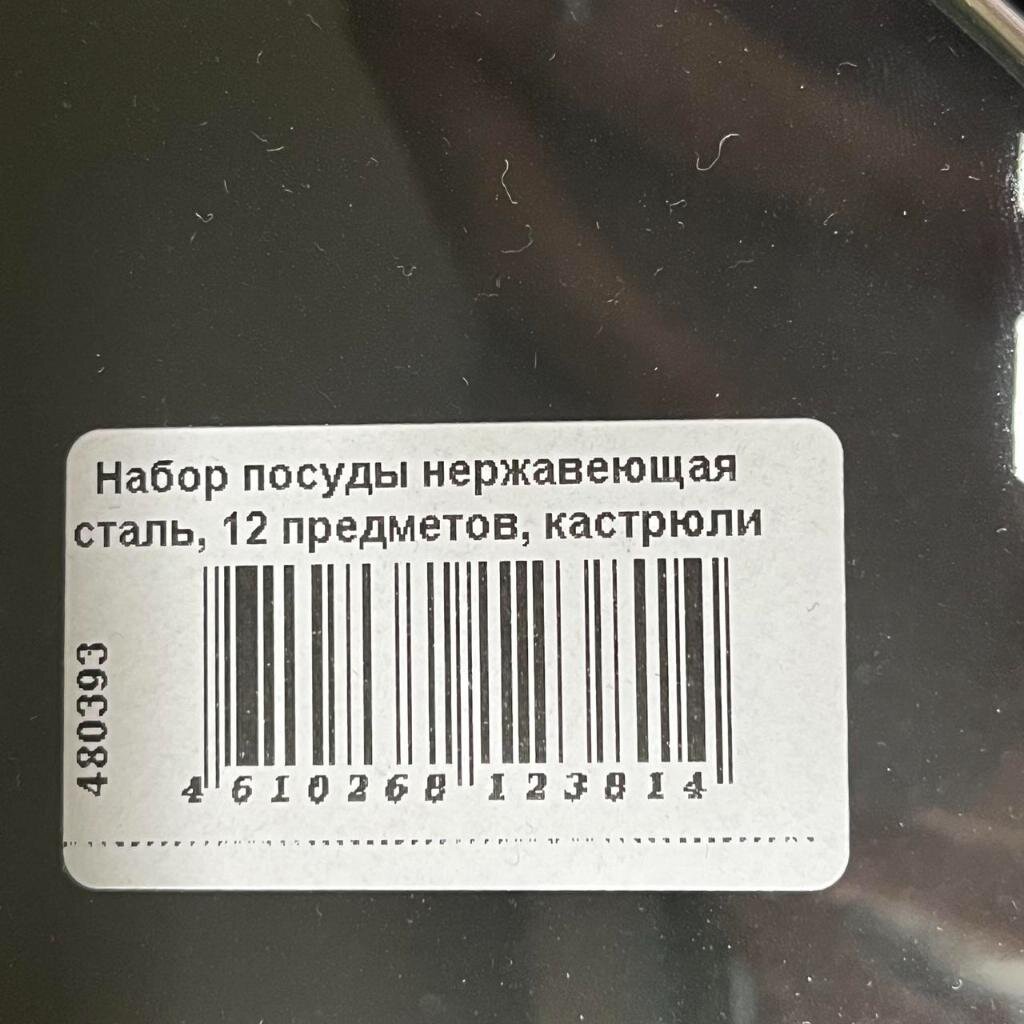 Набор посуды нержавеющая
сталь, 12 предметов, кастрюли
480393
4 610268 123814